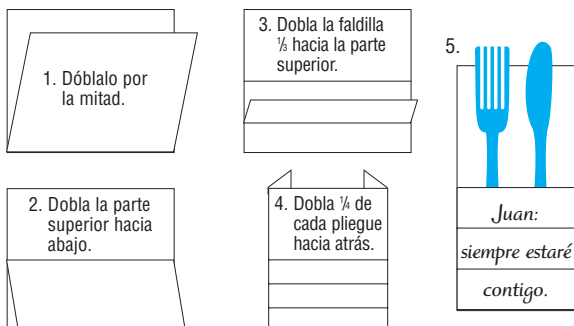 1. Dóblalo por
la mitad.
2. Dobla la parte
superior hacia
abajo.
3. Dobla la faldilla
⅓ hacia la parte
superior.
4. Dobla ¼ de
cada pliegue
hacia atrás.
5.
Juan:
siempre estaré
contigo.